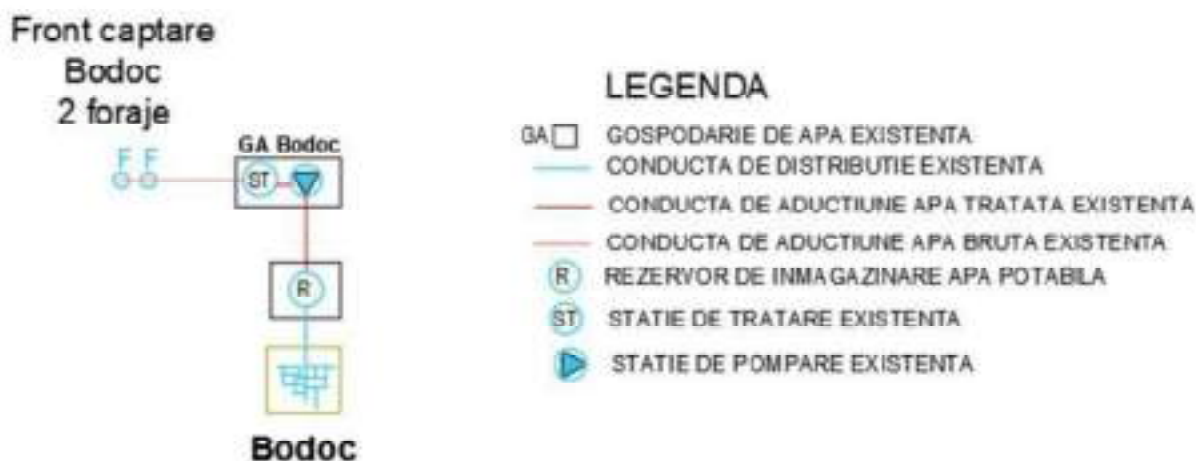 Front captare
Bodoc
2 foraje
F F
GA Bodoc
ST
R
Bodoc
LEGENDA
GA GOSPODARIE DE APA EXISTENTA
CONDUCTA DE DISTRIBUTIE EXISTENTA
CONDUCTA DE ADUCTIUNE APA TRATATA EXISTENTA
CONDUCTA DE ADUCTIUNE APA BRUTA EXISTENTA
R REZERVOR DE INMAGAZINARE APA POTABILA
ST STATIE DE TRATARE EXISTENTA
STATIE DE POMPARE EXISTENTA